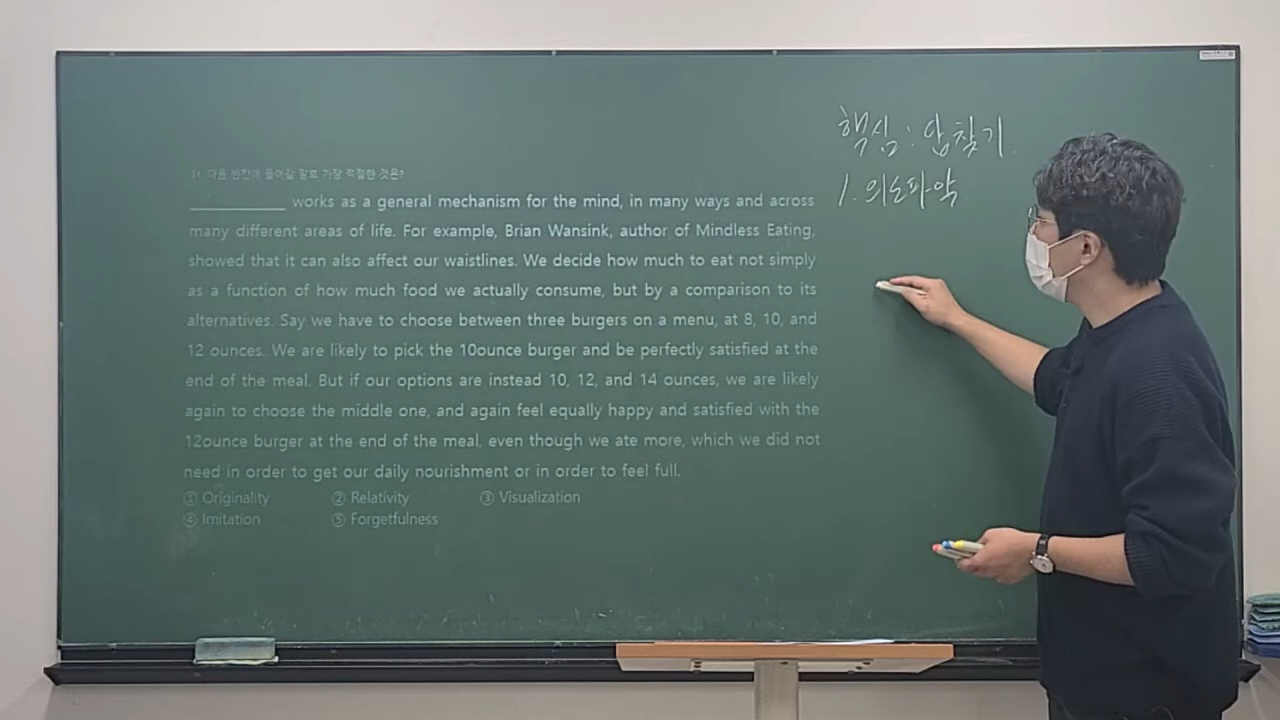 31. 다음 빈칸에 들어갈 말로 가장 적절한 것은?
__________ works as a general mechanism for the mind, in many ways and across
many different areas of life. For example, Brian Wansink, author of Mindless Eating,
showed that it can also affect our waistlines. We decide how much to eat not simply
as a function of how much food we actually consume, but by a comparison to its
alternatives. Say we have to choose between three burgers on a menu, at 8, 10, and
12 ounces. We are likely to pick the 10ounce burger and be perfectly satisfied at the
end of the meal. But if our options are instead 10, 12, and 14 ounces, we are likely
again to choose the middle one, and again feel equally happy and satisfied with the
12ounce burger at the end of the meal, even though we ate more, which we did not
need in order to get our daily nourishment or in order to feel full.
① Originality ② Relativity ③ Visualization
④ Imitation ⑤ Forgetfulness
핵심 : 답찾기
1. 의도파악